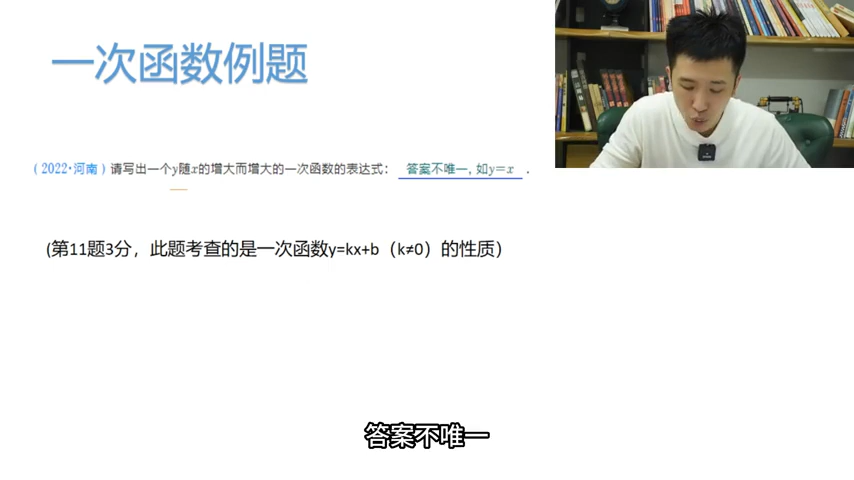 一次函数例题
（2022·河南）请写出一个y随x的增大而增大的一次函数的表达式： 答案不唯一, 如y＝x ．
(第11题3分，此题考查的是一次函数y=kx+b（k≠0）的性质）
答案不唯一